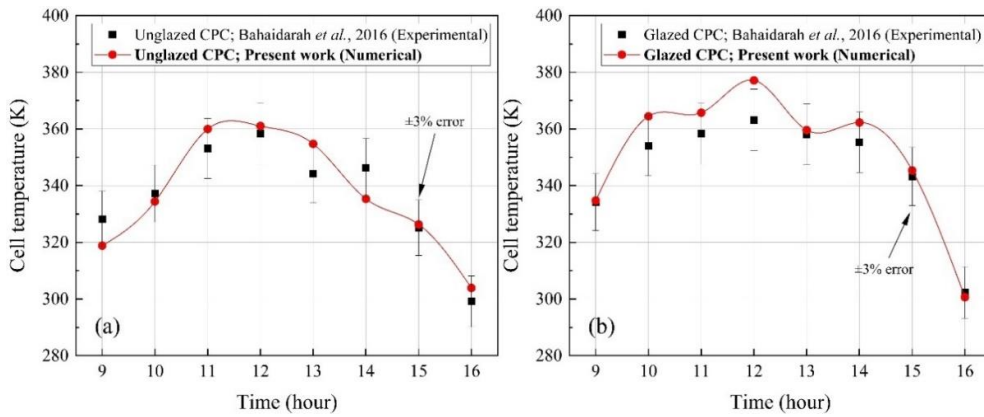 400
380
360
340
320
300
280
Cell temperature (K)
Unglazed CPC; Bahaidarah et al., 2016 (Experimental)
Unglazed CPC; Present work (Numerical)
±3% error
(a)
9 10 11 12 13 14 15 16
Time (hour)
400
380
360
340
320
300
280
Cell temperature (K)
Glazed CPC; Bahaidarah et al., 2016 (Experimental)
Glazed CPC; Present work (Numerical)
±3% error
(b)
9 10 11 12 13 14 15 16
Time (hour)